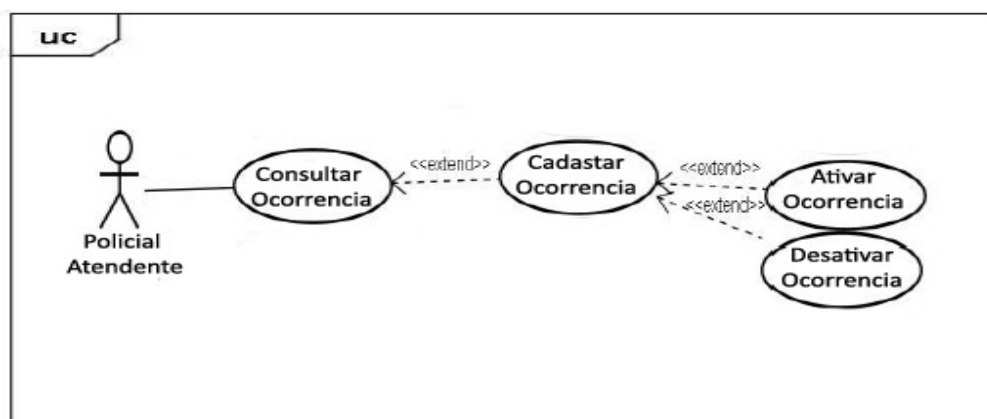 uc
Policial
Atendente
Consultar
Ocorrencia
<<extend>>
Cadastar
Ocorrencia
<<extend>>
<<extend>>
Ativar
Ocorrencia
Desativar
Ocorrencia